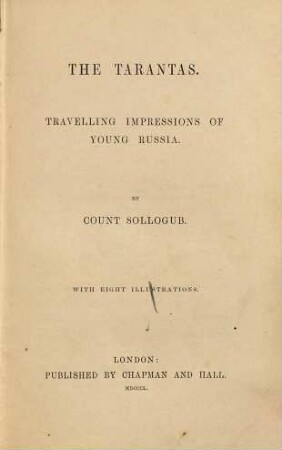 THE TARANTAS.
TRAVELLING IMPRESSIONS OF
YOUNG RUSSIA.
BY
COUNT SOLLOGUB.
WITH EIGHT ILLUSTRATIONS.
LONDON:
PUBLISHED BY CHAPMAN AND HALL.
MDCCCL.